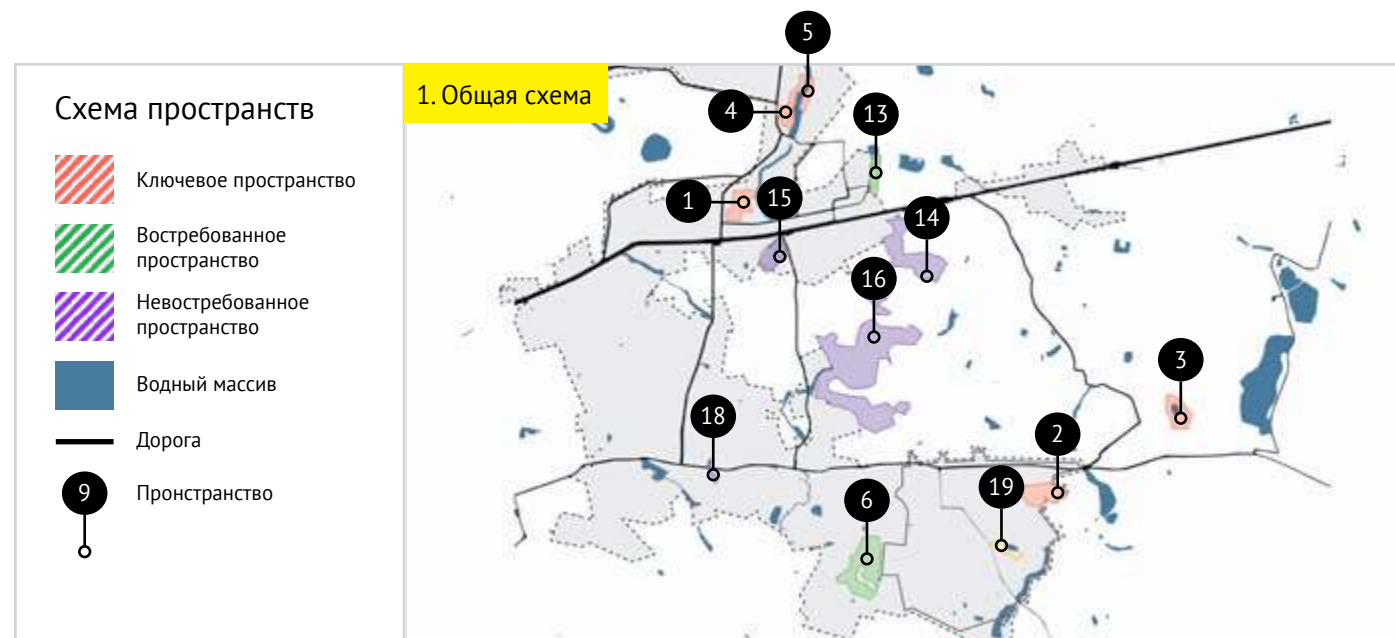 Схема пространств
Ключевое пространство
Востребованное
пространство
Невостребованное
пространство
Водный массив
Дорога
9
Пронстранство
1. Общая схема
5
4
13
1
15
14
16
3
18
2
19
6